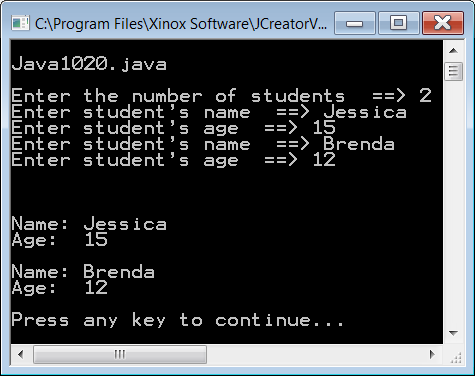 C:\Program Files\Xinox Software\JCreatorV...
Java1020.java
Enter the number of students  ==> 2
Enter student's name  ==> Jessica
Enter student's age  ==> 15
Enter student's name  ==> Brenda
Enter student's age  ==> 12
Name: Jessica
Age:  15
Name: Brenda
Age:  12
Press any key to continue...